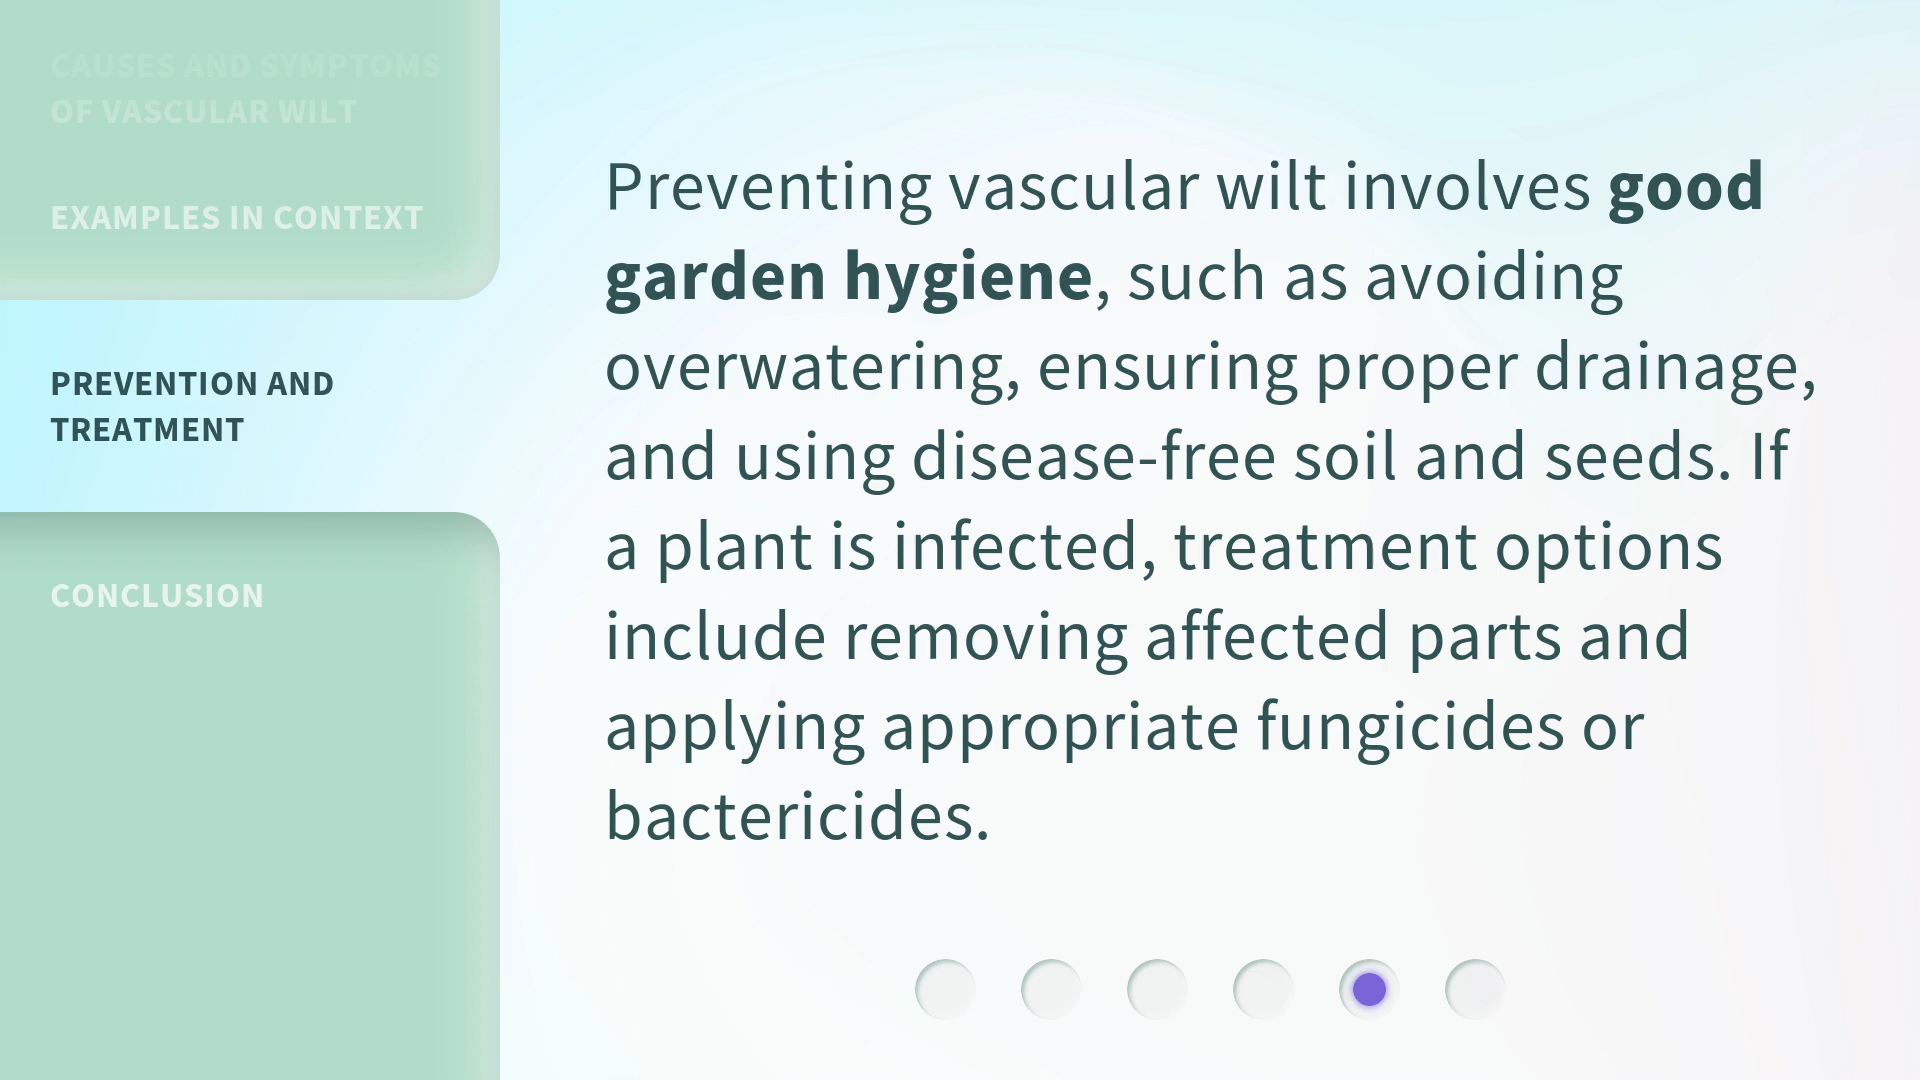 CAUSES AND SYMPTOMS
OF VASCULAR WILT
EXAMPLES IN CONTEXT
PREVENTION AND
TREATMENT
CONCLUSION
Preventing vascular wilt involves good
garden hygiene, such as avoiding
overwatering, ensuring proper drainage,
and using disease-free soil and seeds. If
a plant is infected, treatment options
include removing affected parts and
applying appropriate fungicides or
bactericides.